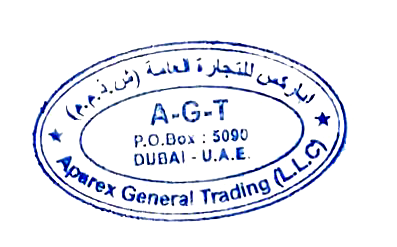 اباركس للتجارة العامة (ش.ذ.م.م)
A-G-T
P.O.Box : 5090
DUBAI - U.A.E.
Aparex General Trading (L.L.C)